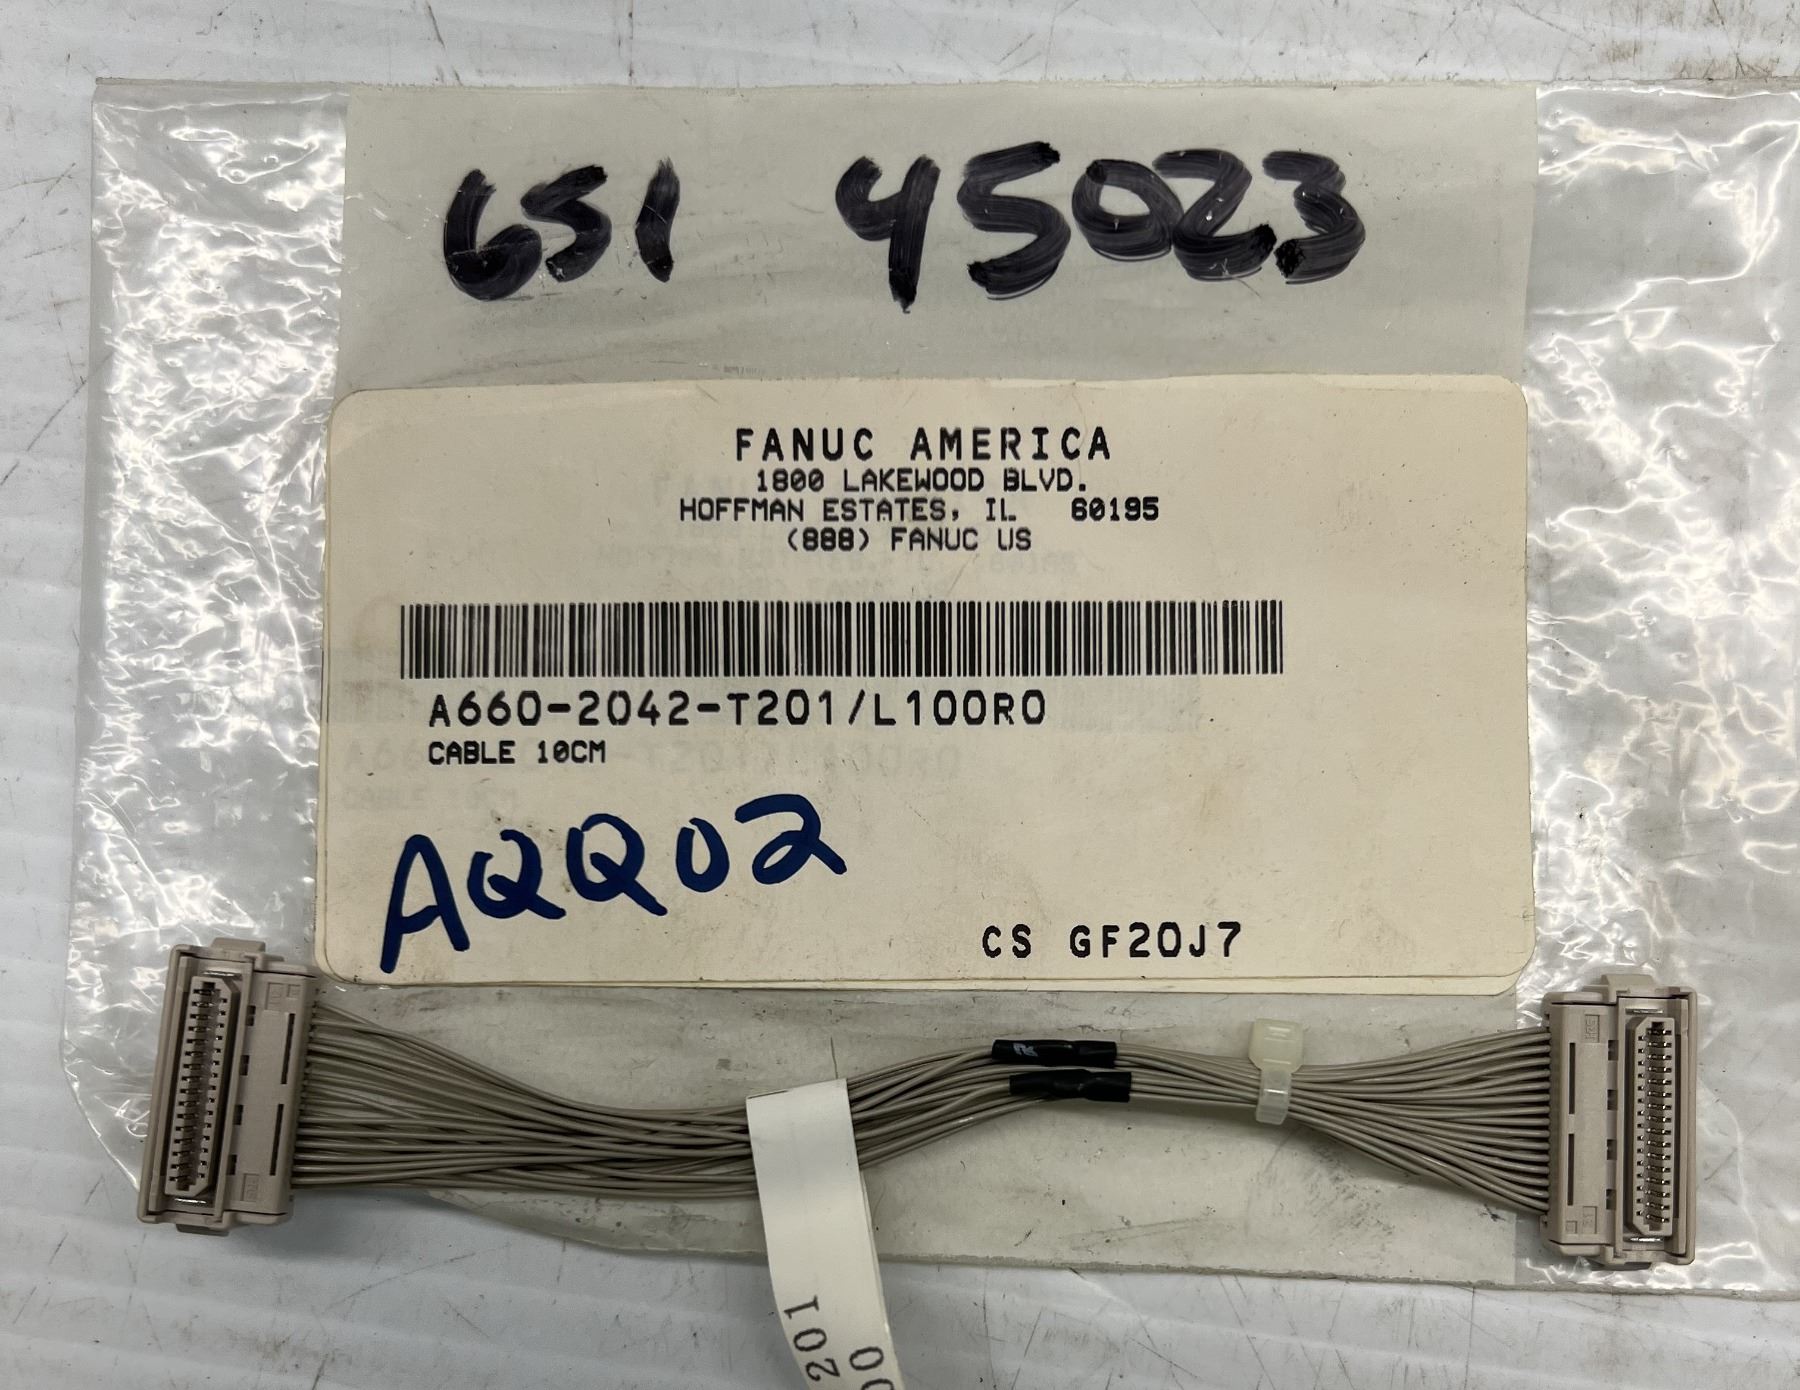 651 45023
FANUC AMERICA
1800 LAKEWOOD BLVD.
HOFFMAN ESTATES, IL 60195
(888) FANUC US
A660-2042-T201/L100R0
CABLE 10CM
AQQ02
CS GF20J7
201